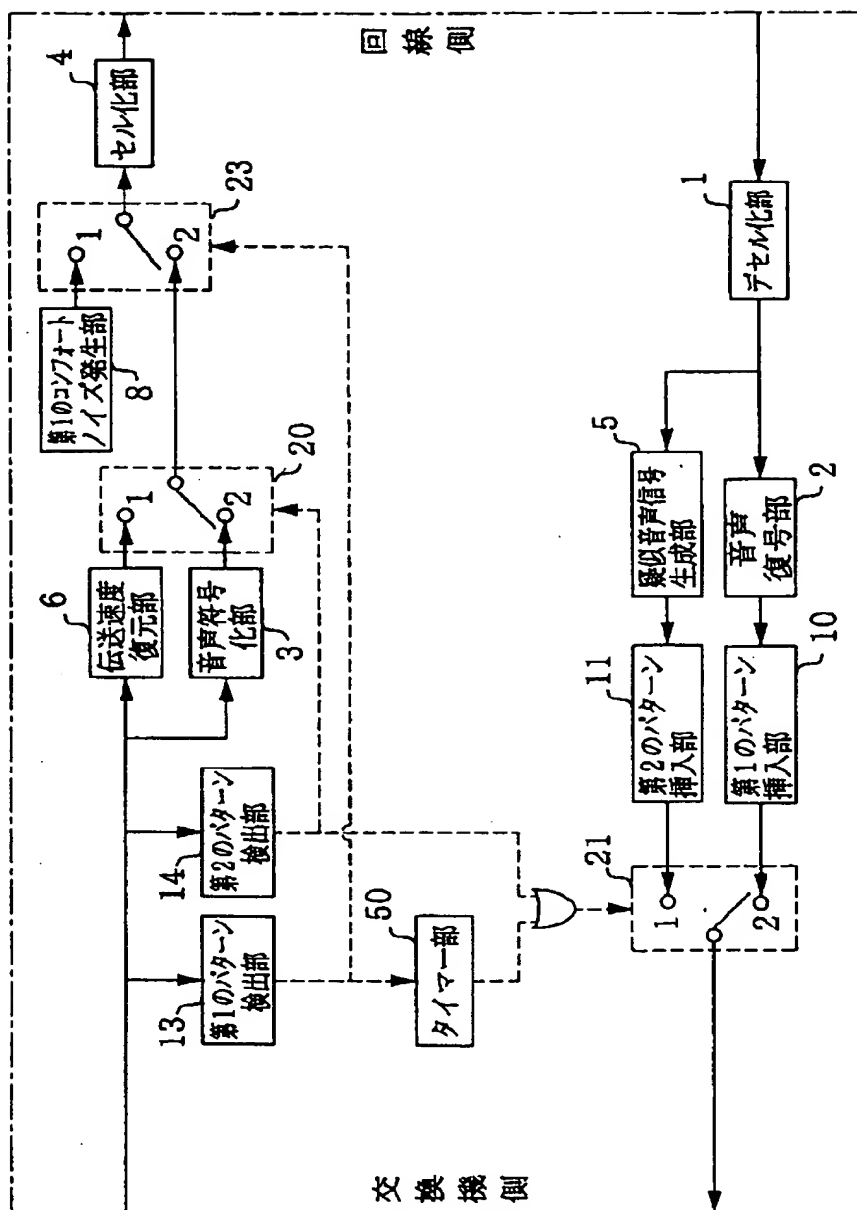 回線側
4
セル化部
23
1
2
第1のコンフォート
ノイズ発生部
8
20
1
2
6
伝送速度
復元部
音声符号
化部
3
14
第2のパターン
検出部
13
第1のパターン
検出部
50
タイマー部
1
デセル化部
5
疑似音声信号
生成部
音声
復号部
2
11
第2のパターン
挿入部
第1のパターン
挿入部
10
21
1
2
交換機側